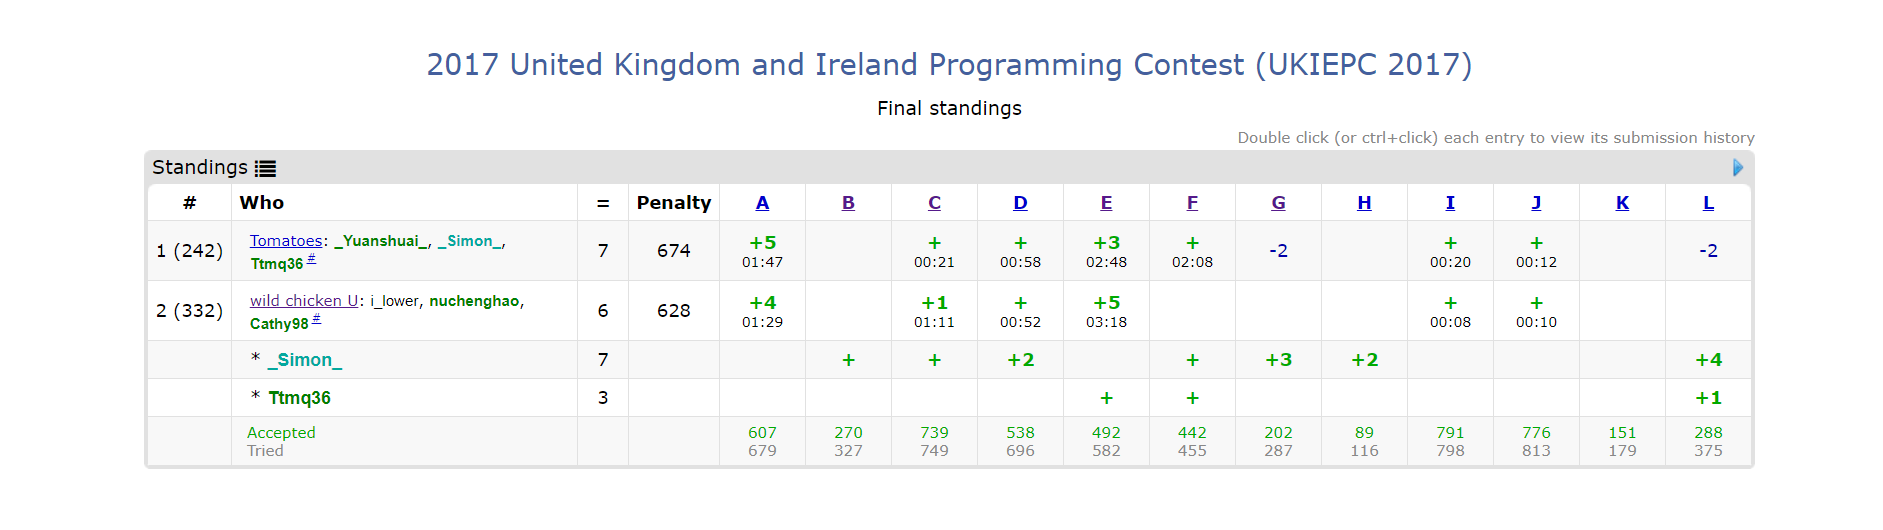 2017 United Kingdom and Ireland Programming Contest (UKIEPC 2017)
Final standings
Double click (or ctrl+click) each entry to view its submission history
Standings
# Who = Penalty A B C D E F G H I J K L
1 (242) Tomatoes: _Yuanshuai_, _Simon_, Ttmq36 # 7 674 +5 01:47 + 00:21 + 00:58 +3 02:48 + 02:08 -2 + 00:20 + 00:12 -2
2 (332) wild chicken U: i_lower, nuchenghao, Cathy98 # 6 628 +4 01:29 +1 01:11 + 00:52 +5 03:18 + 00:08 + 00:10
* _Simon_ 7 + + +2 + +3 +2 +4
* Ttmq36 3 + + +1
Accepted 607 270 739 538 492 442 202 89 791 776 151 288
Tried 679 327 749 696 582 455 287 116 798 813 179 375